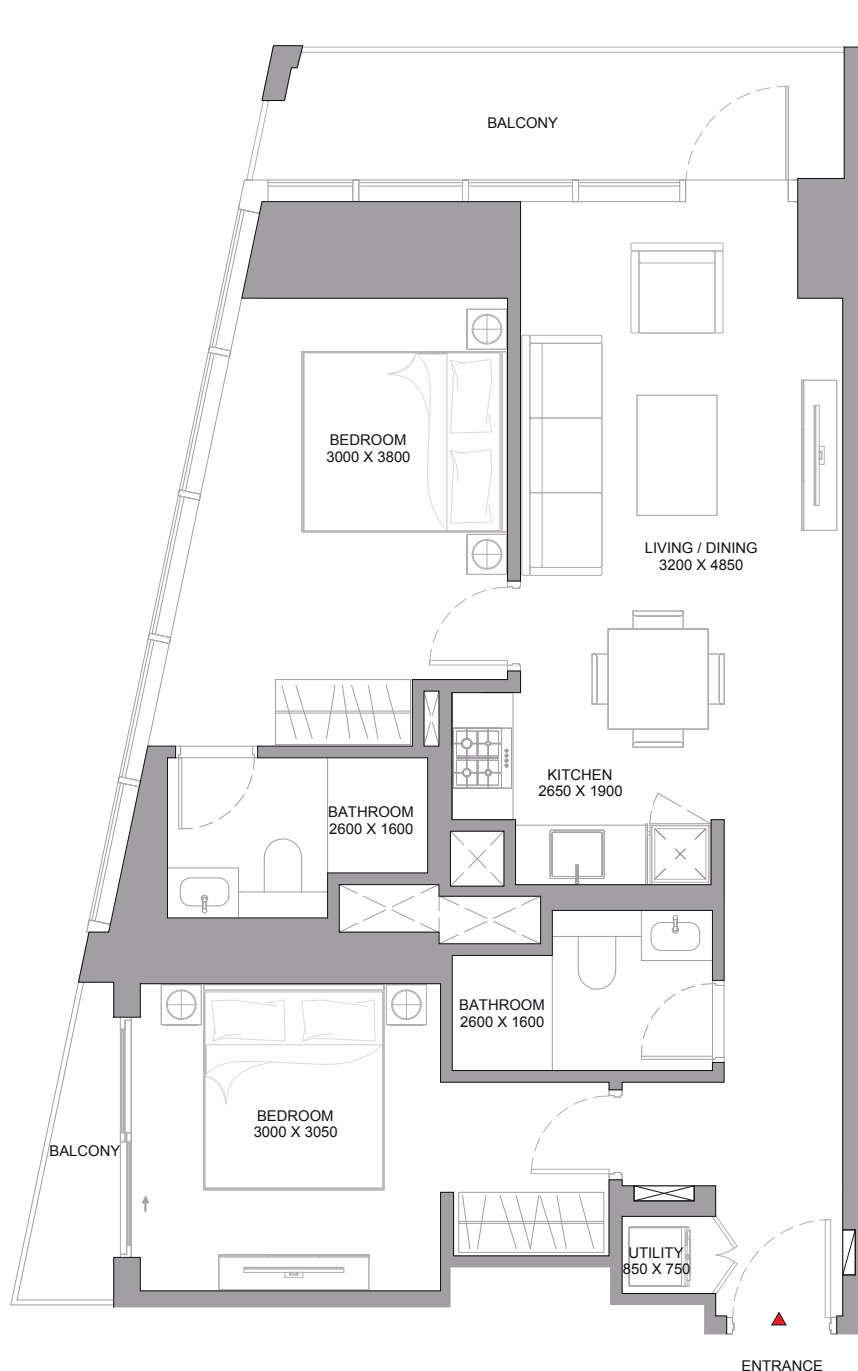 BALCONY
BEDROOM
3000 X 3800
LIVING / DINING
3200 X 4850
KITCHEN
2650 X 1900
BATHROOM
2600 X 1600
BATHROOM
2600 X 1600
BEDROOM
3000 X 3050
BALCONY
UTILITY
850 X 750
ENTRANCE